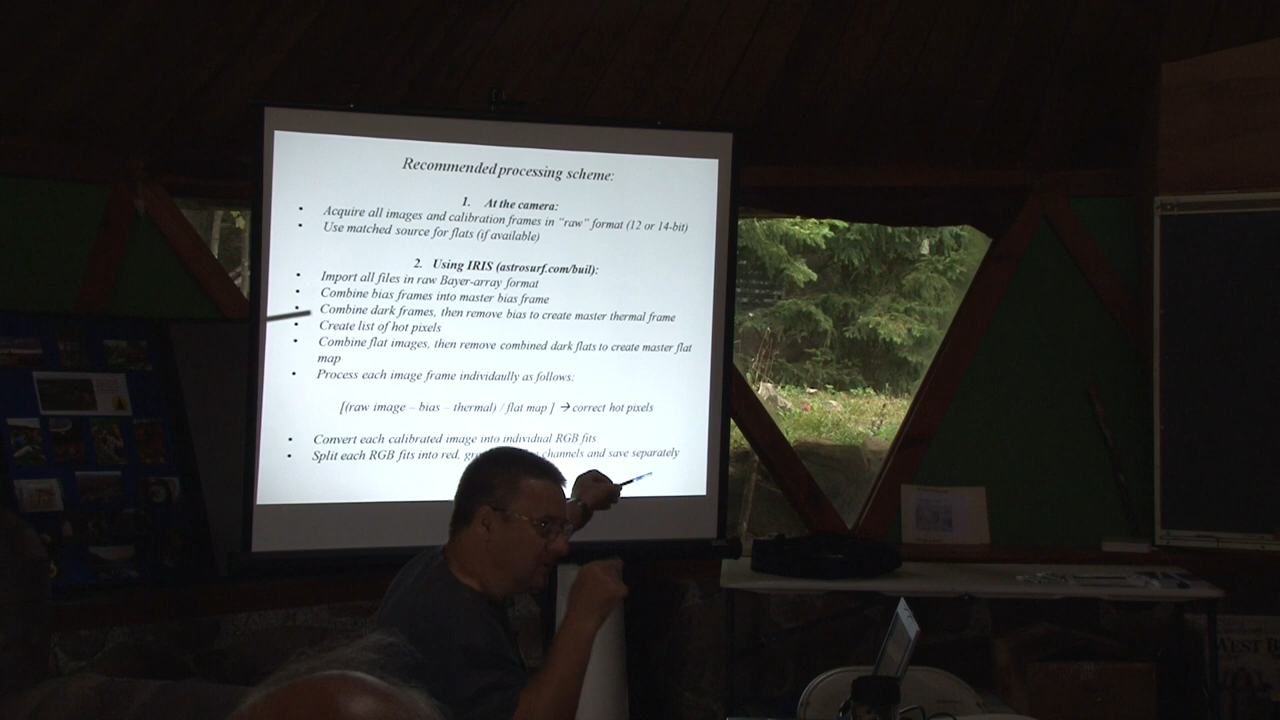 Recommended processing scheme:
1. At the camera:
• Acquire all images and calibration frames in "raw" format (12 or 14-bit)
• Use matched source for flats (if available)
2. Using IRIS (astrosurf.com/buil):
• Import all files in raw Bayer-array format
• Combine bias frames into master bias frame
Combine dark frames, then remove bias to create master thermal frame
• Create list of hot pixels
• Combine flat images, then remove combined dark flats to create master flat
map
• Process each image frame individaully as follows:
[(raw image – bias – thermal) / flat map ] → correct hot pixels
• Convert each calibrated image into individual RGB fits
• Split each RGB fits into red, channels and save separately
WEST